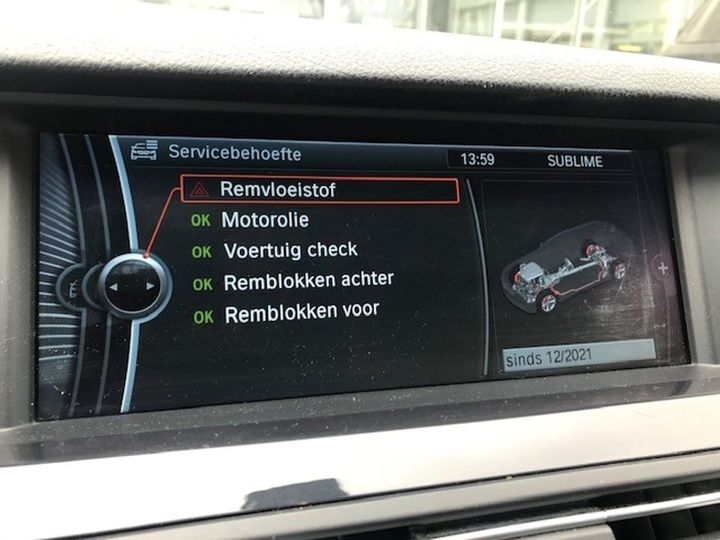 Servicebehoefte 13:59 SUBLIME
Remvloeistof
OK Motorolie
OK Voertuig check
OK Remblokken achter
OK Remblokken voor
sinds 12/2021